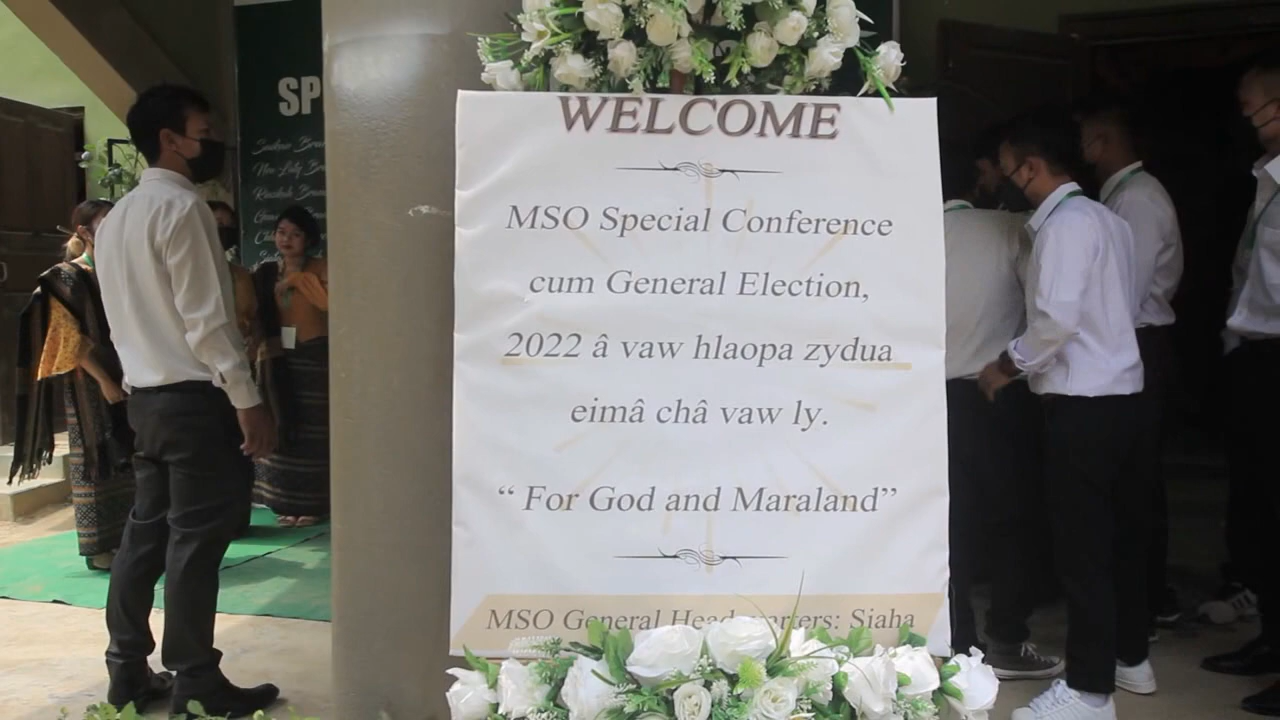 SP
WELCOME
MSO Special Conference
cum General Election,
2022 â vaw hlaopa zydua
eimâ châ vaw ly.
“ For God and Maraland”
MSO General Headquarters: Siaha